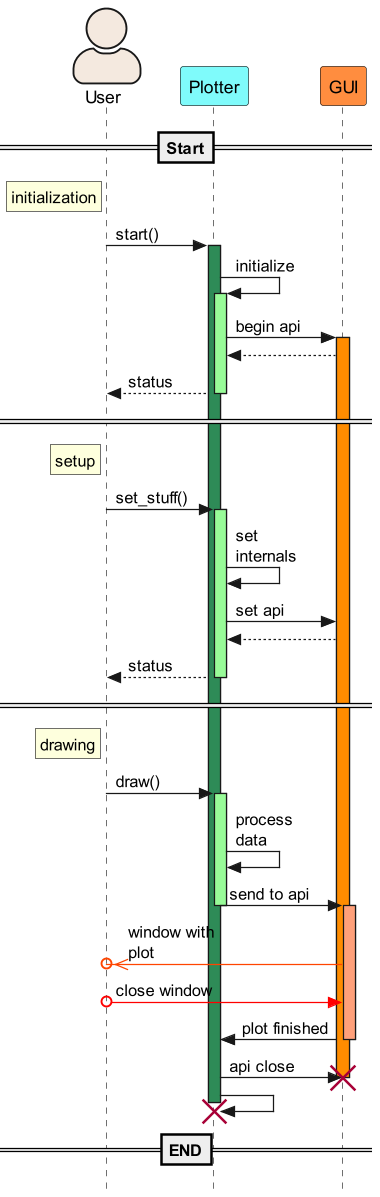 User
Plotter
GUI
Start
initialization
start()
initialize
begin api
status
setup
set_stuff()
set
internals
set api
status
drawing
draw()
process
data
send to api
window with
plot
close window
plot finished
api close
END